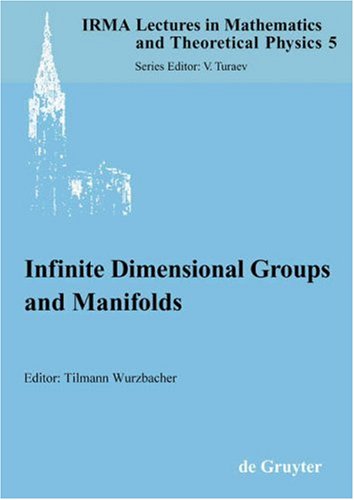 IRMA Lectures in Mathematics
and Theoretical Physics 5
Series Editor: V. Turaev
Infinite Dimensional Groups
and Manifolds
Editor: Tilmann Wurzbacher
de Gruyter